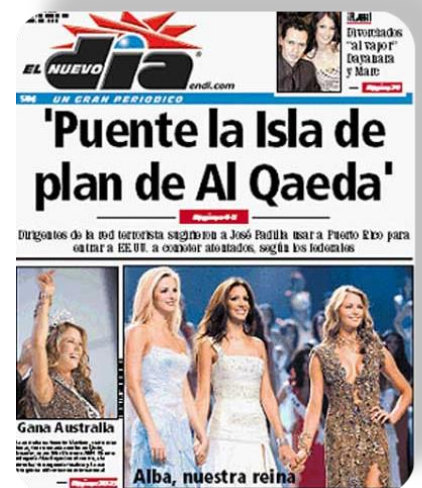 EL NUEVO día
endi.com
UN GRAN PERIODICO
Divorciados
"al vapor"
Dayanara
y Marc
'Puente la Isla de
plan de Al Qaeda'
Dirigentes de la red terrorista sugirieron a José Padilla usar a Puerto Rico para
entrar a EE.UU. a cometer atentados, según los federales
Gana Australia
Alba, nuestra reina